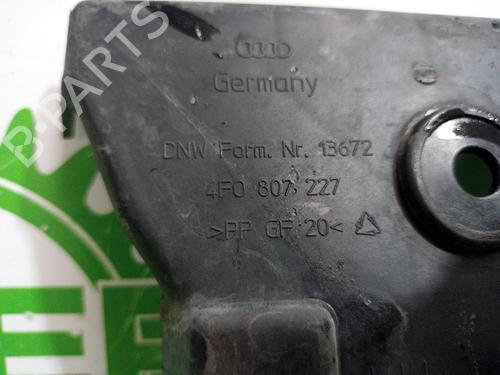 B-PARTS
Germany
DNW Form. Nr. 13672
4F0 807 227
>PP GF 20<